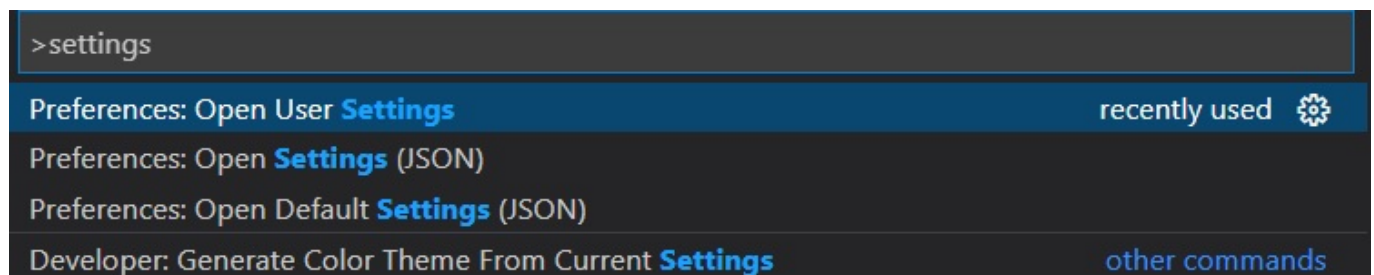 >settings
Preferences: Open User Settings recently used
Preferences: Open Settings (JSON)
Preferences: Open Default Settings (JSON)
Developer: Generate Color Theme From Current Settings other commands